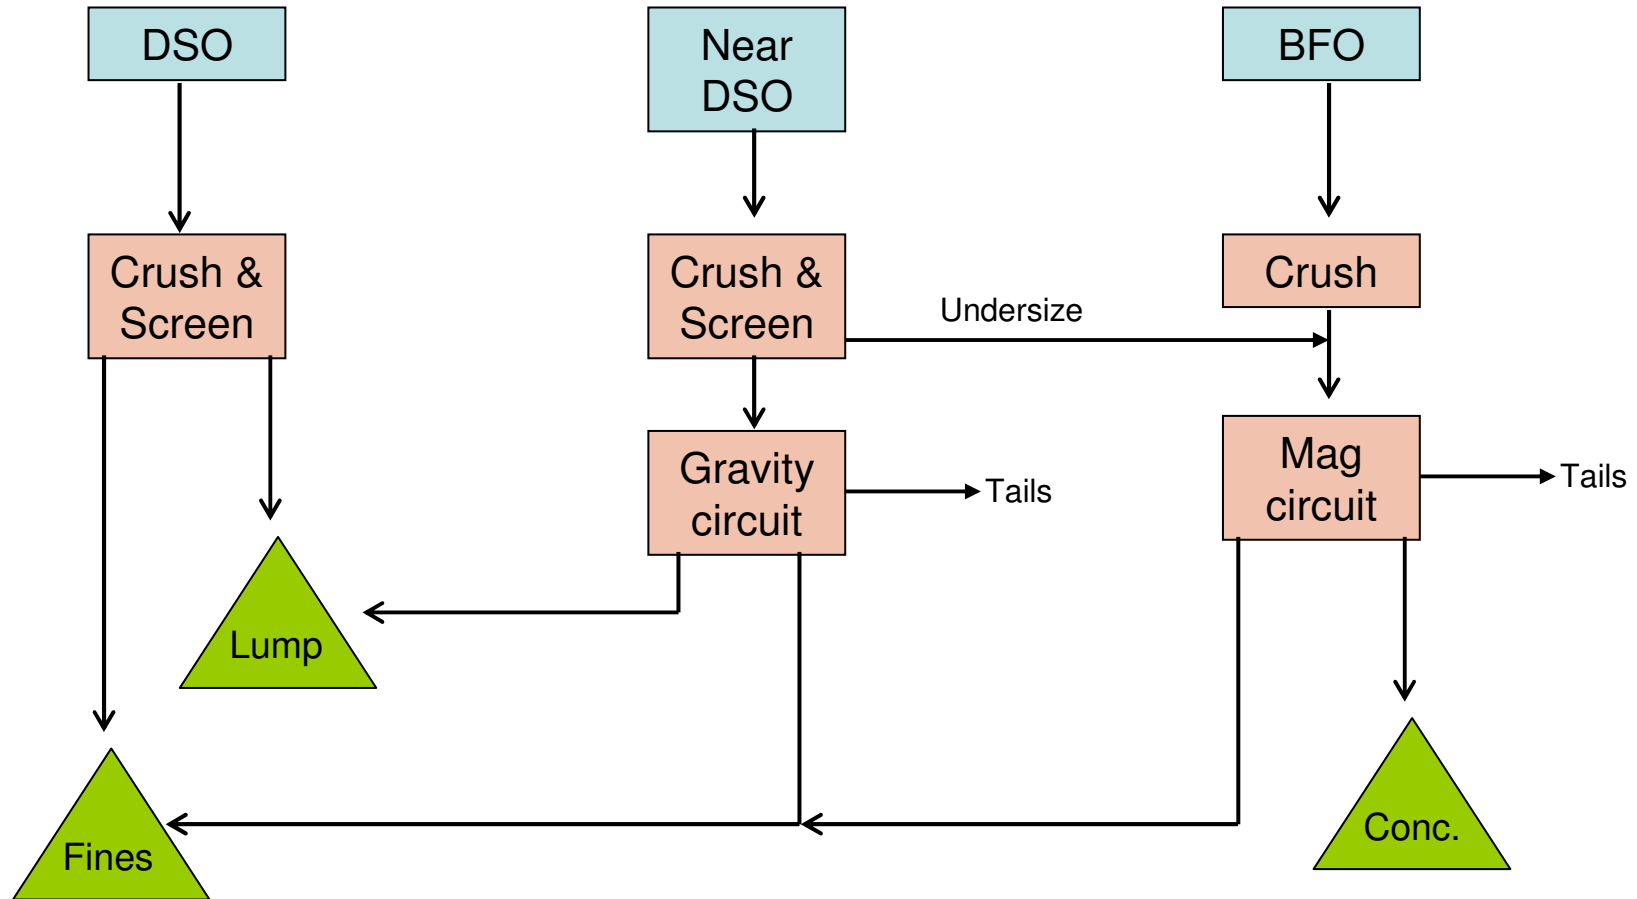 DSO
Near
DSO
BFO
Crush &
Screen
Crush &
Screen
Undersize
Crush
Gravity
circuit
Tails
Mag
circuit
Tails
Lump
Fines
Conc.